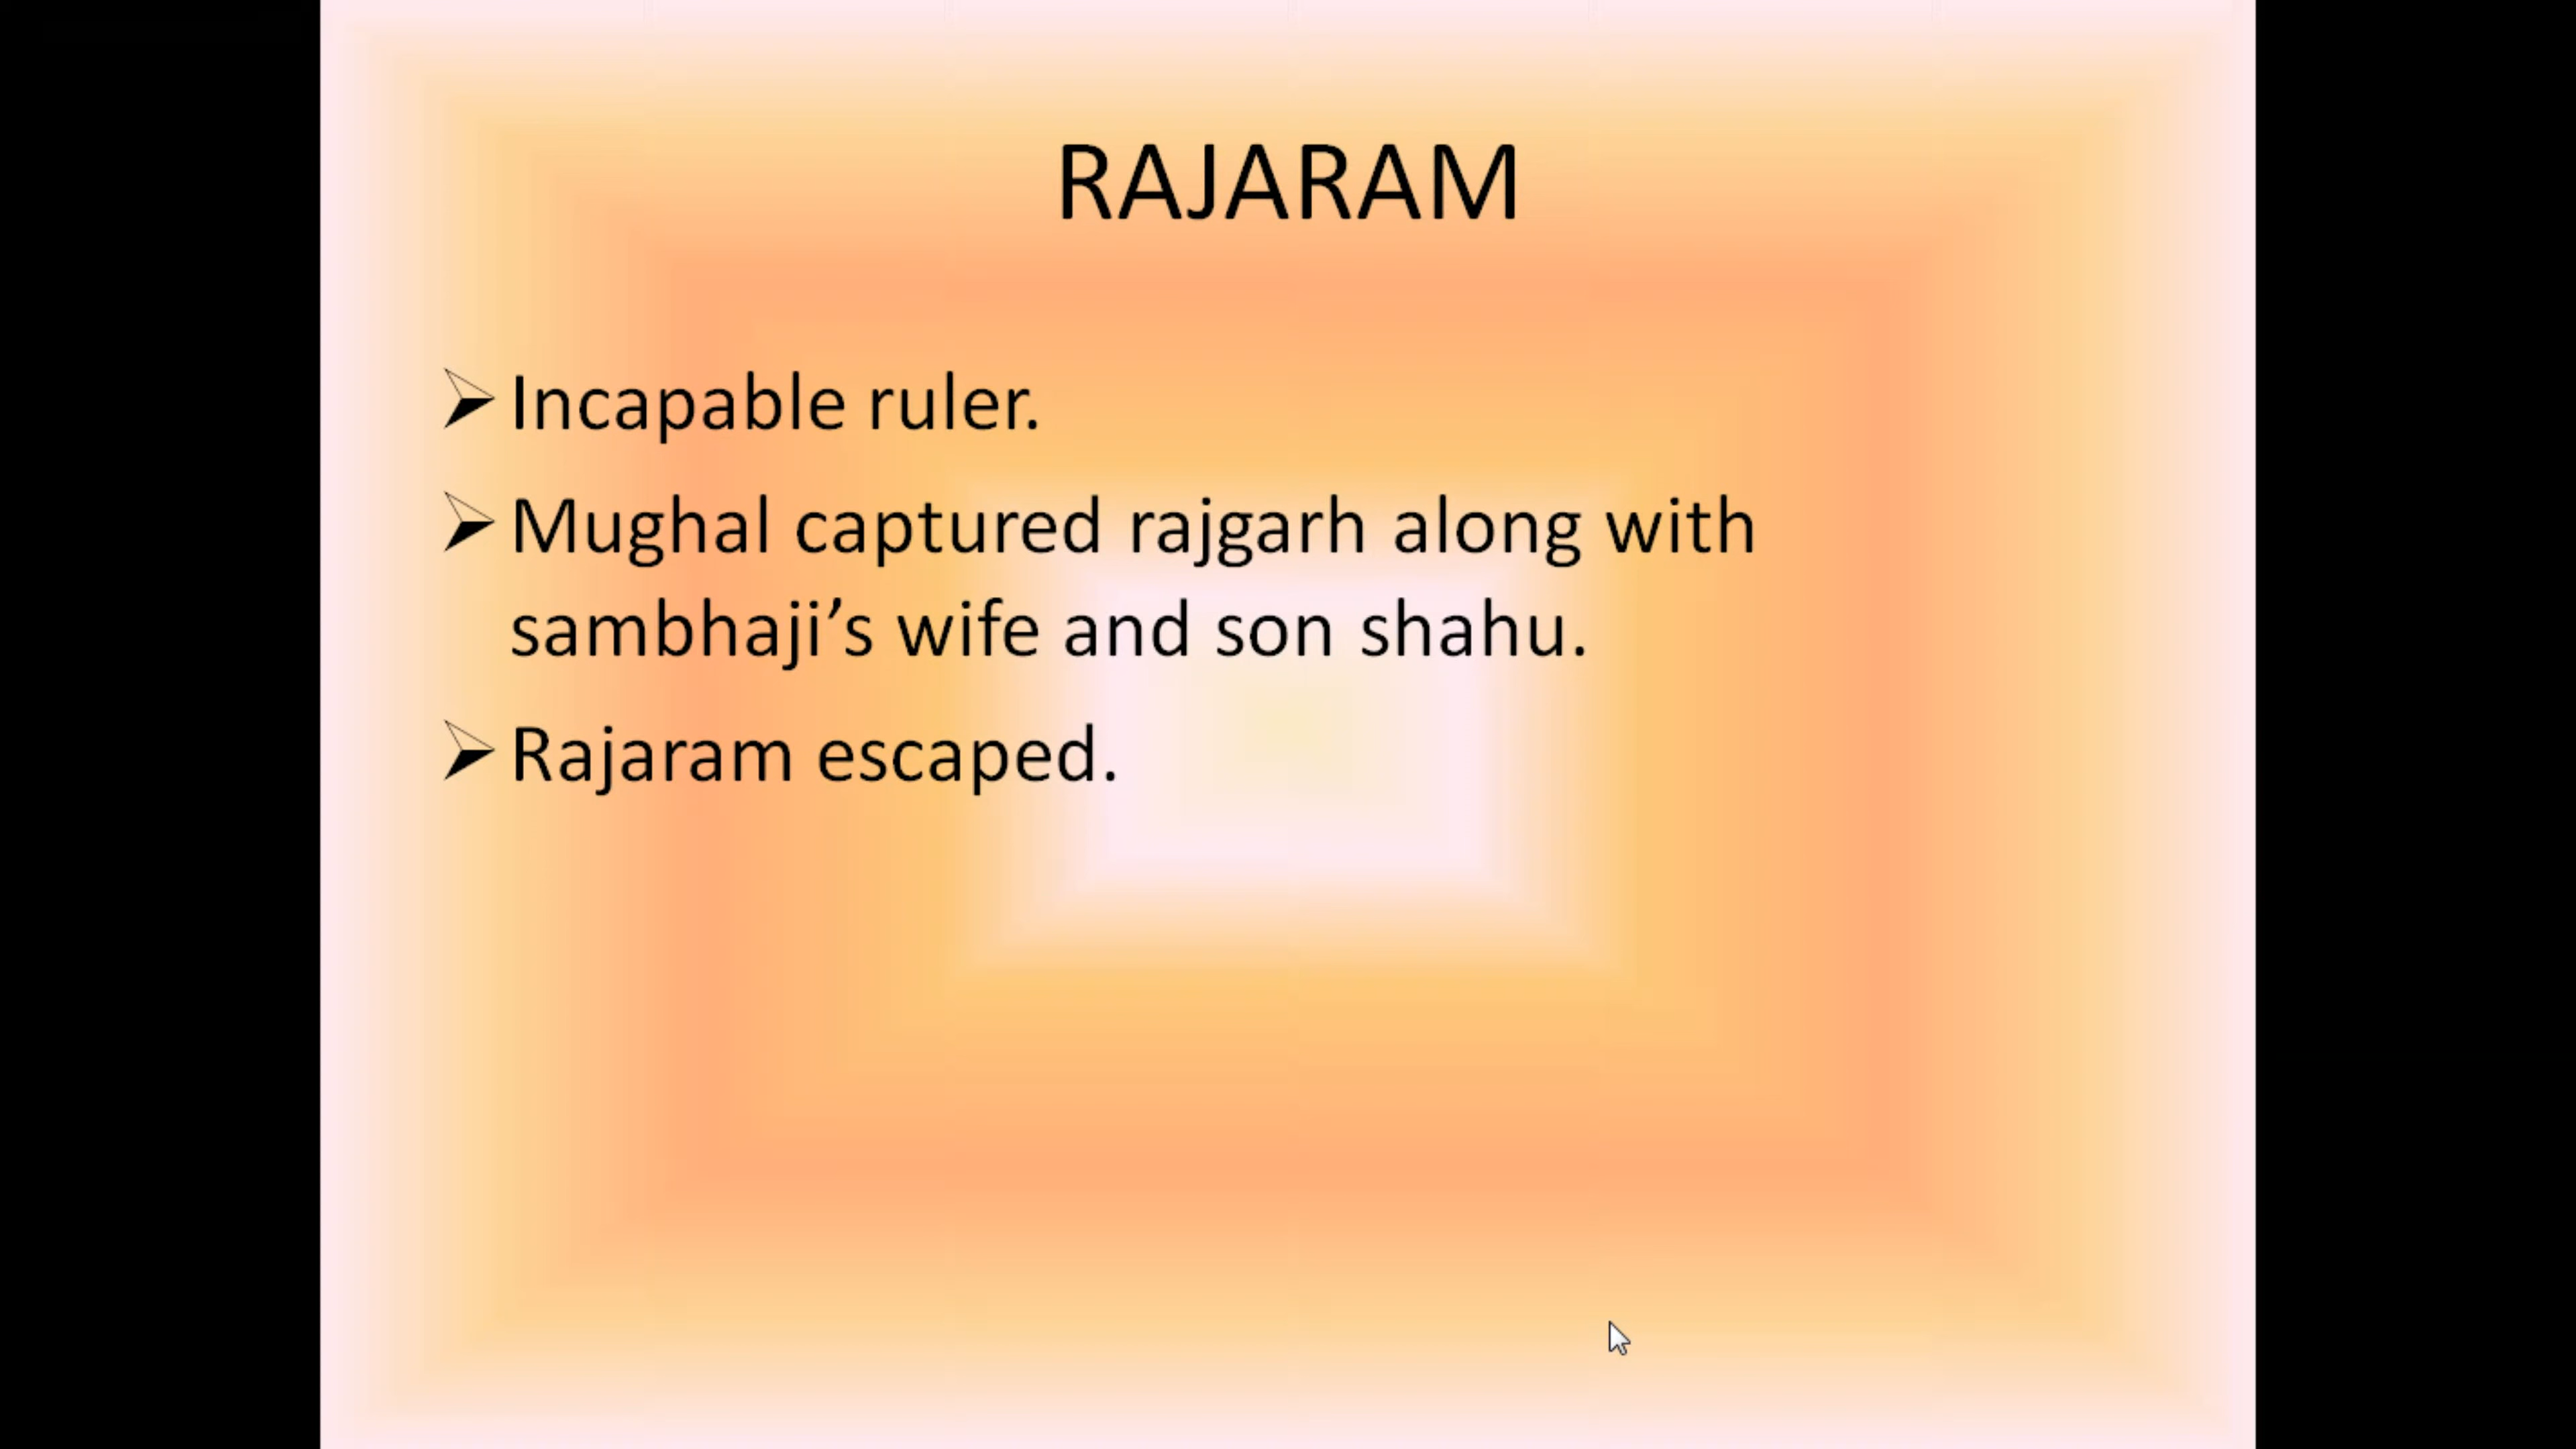 RAJARAM
➢ Incapable ruler.
➢ Mughal captured rajgarh along with
sambhaji’s wife and son shahu.
➢ Rajaram escaped.